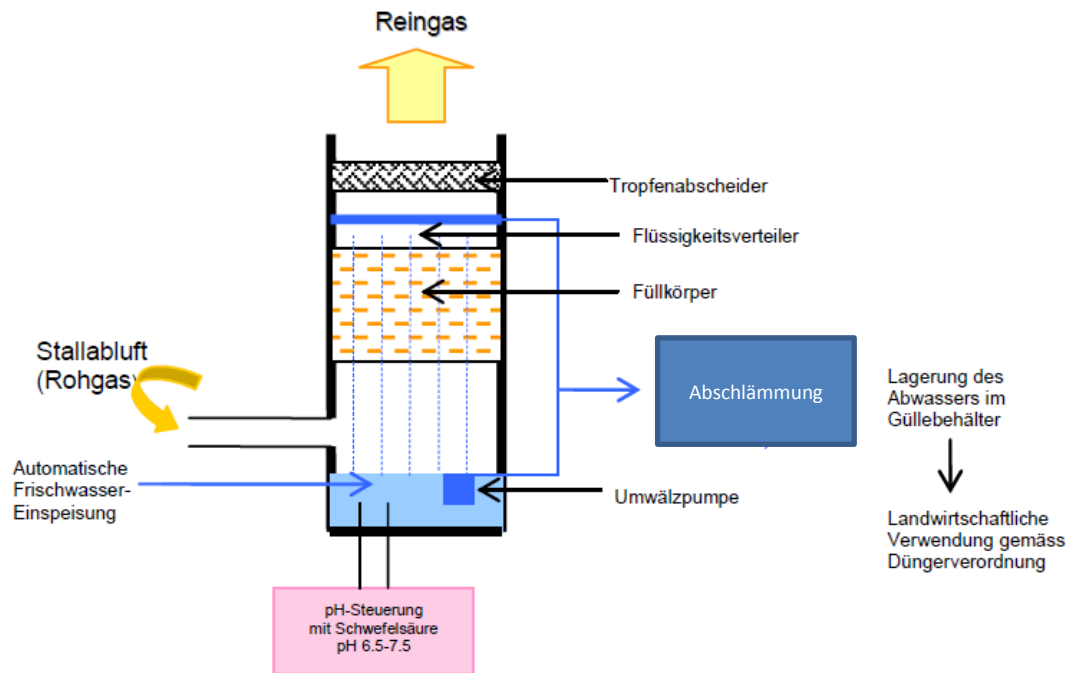 Reingas
Tropfenabscheider
Flüssigkeitsverteiler
Füllkörper
Stallabluft
(Rohgas)
Abschlämmung
Lagerung des
Abwassers im
Güllebehälter
Automatische
Frischwasser-
Einspeisung
Umwälzpumpe
Landwirtschaftliche
Verwendung gemäss
Düngerverordnung
pH-Steuerung
mit Schwefelsäure
pH 6.5-7.5